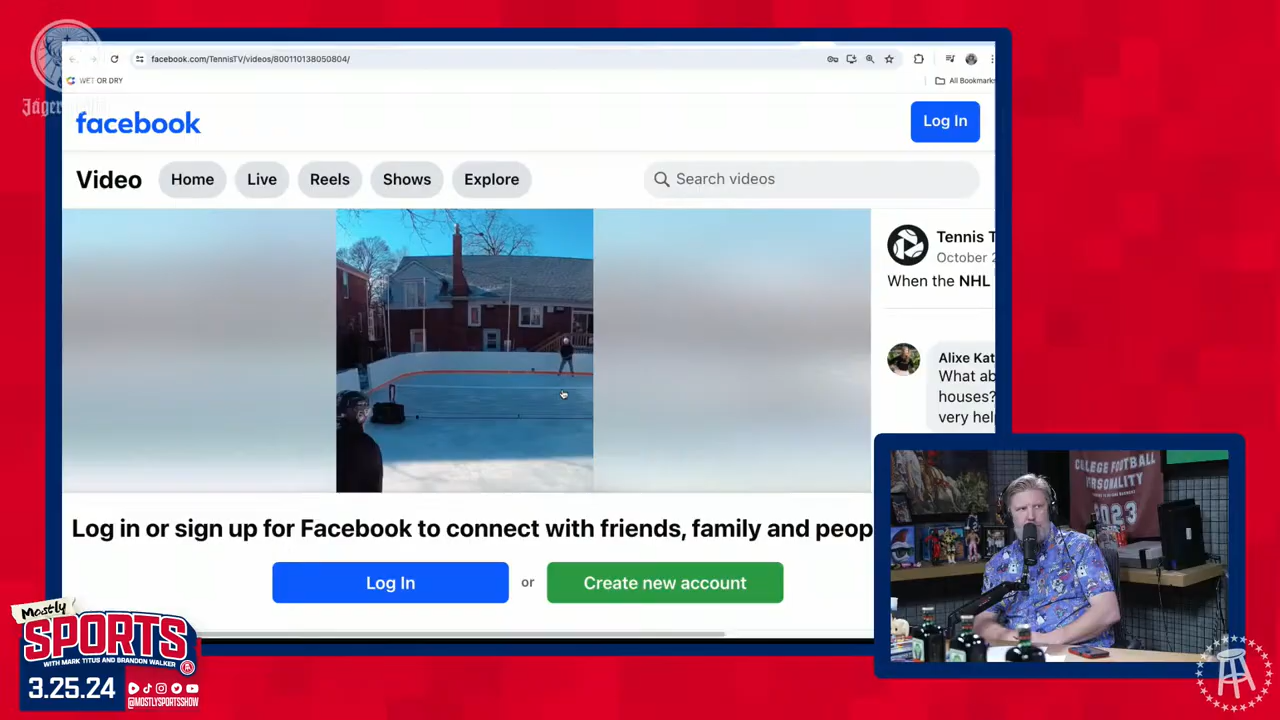 facebook.com/TennisTV/videos/800110138050804/
WET OR DRY
All Bookmarks
facebook
Log In
Video
Home
Live
Reels
Shows
Explore
Search videos
Tennis T
October 2
When the NHL
Alixe Kat
What ab
houses?
very help
Log in or sign up for Facebook to connect with friends, family and peop
Log In
or
Create new account
COLLEGE FOOTBALL
PERSONALITY
2023
Mostly
SPORTS
WITH MARK TITUS AND BRANDON WALKER
3.25.24
@MOSTLYSPORTSSHOW